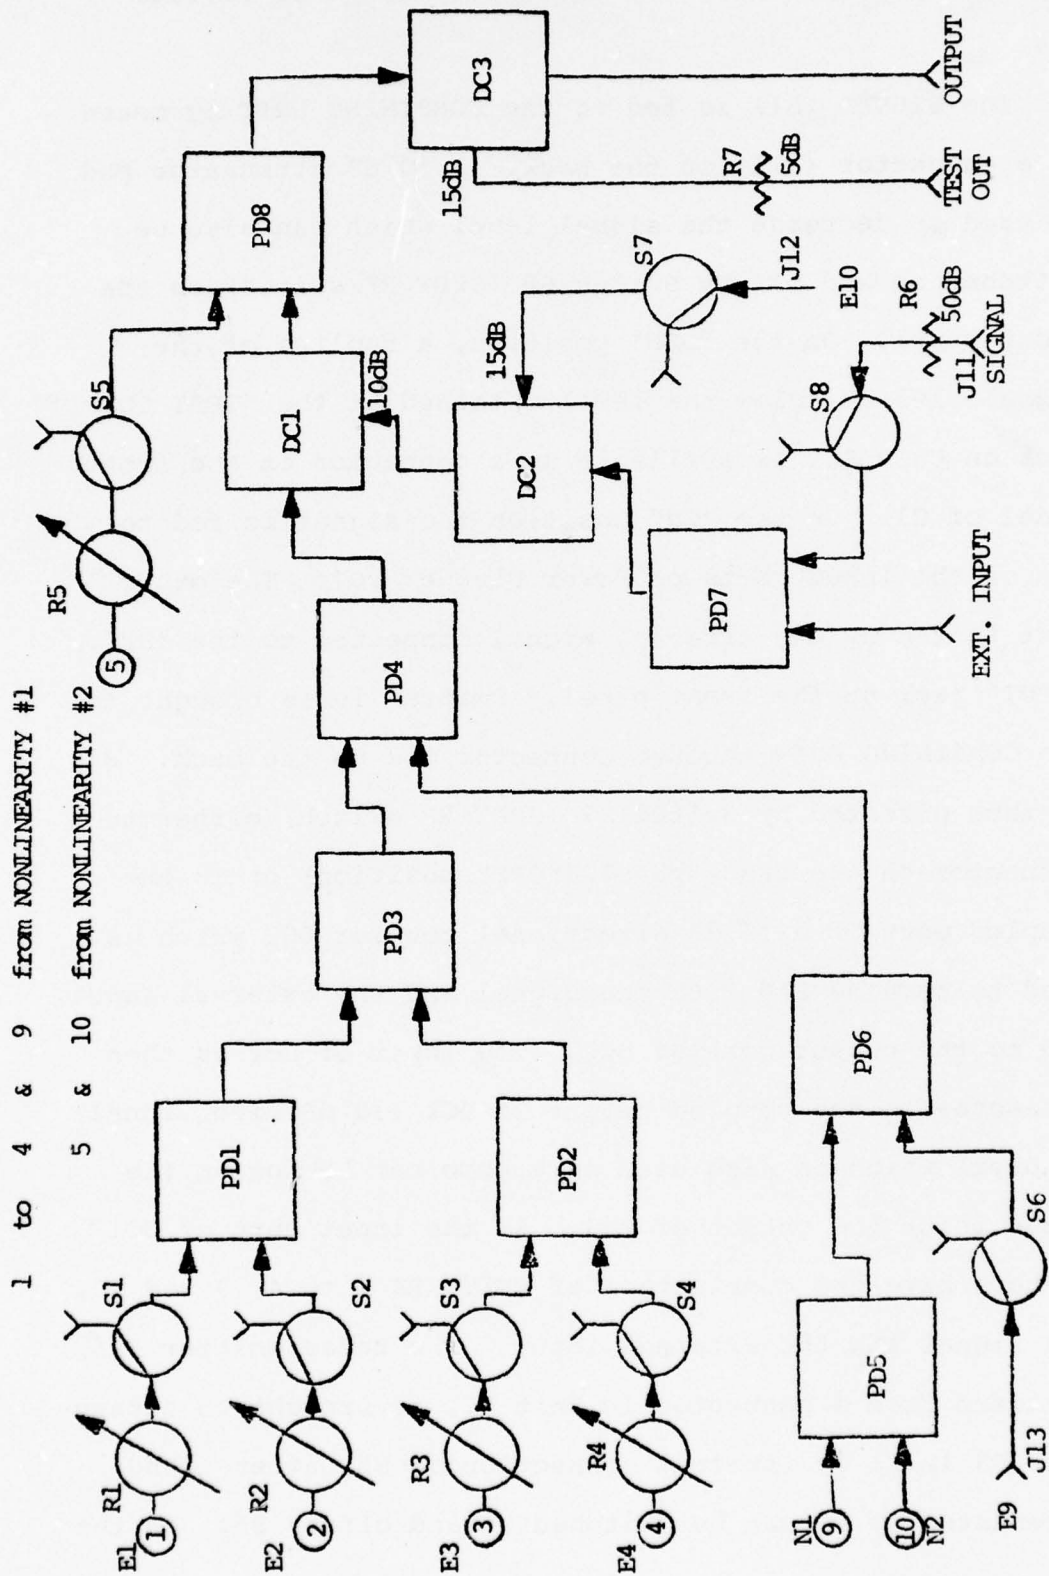 1 to 4 & 9 from NONLINEARITY #1
5 & 10 from NONLINEARITY #2
E1
1
R1
S1
PD1
E2
2
R2
S2
E3
3
R3
S3
PD2
E4
4
R4
S4
PD3
PD4
5
R5
S5
DC1
10dB
PD8
DC3
15dB
R7
5dB
TEST
OUT
OUTPUT
DC2
15dB
S7
J12
E10
PD7
EXT. INPUT
S8
R6
50dB
J11
SIGNAL
N1
9
10
N2
PD5
PD6
E9
J13
S6